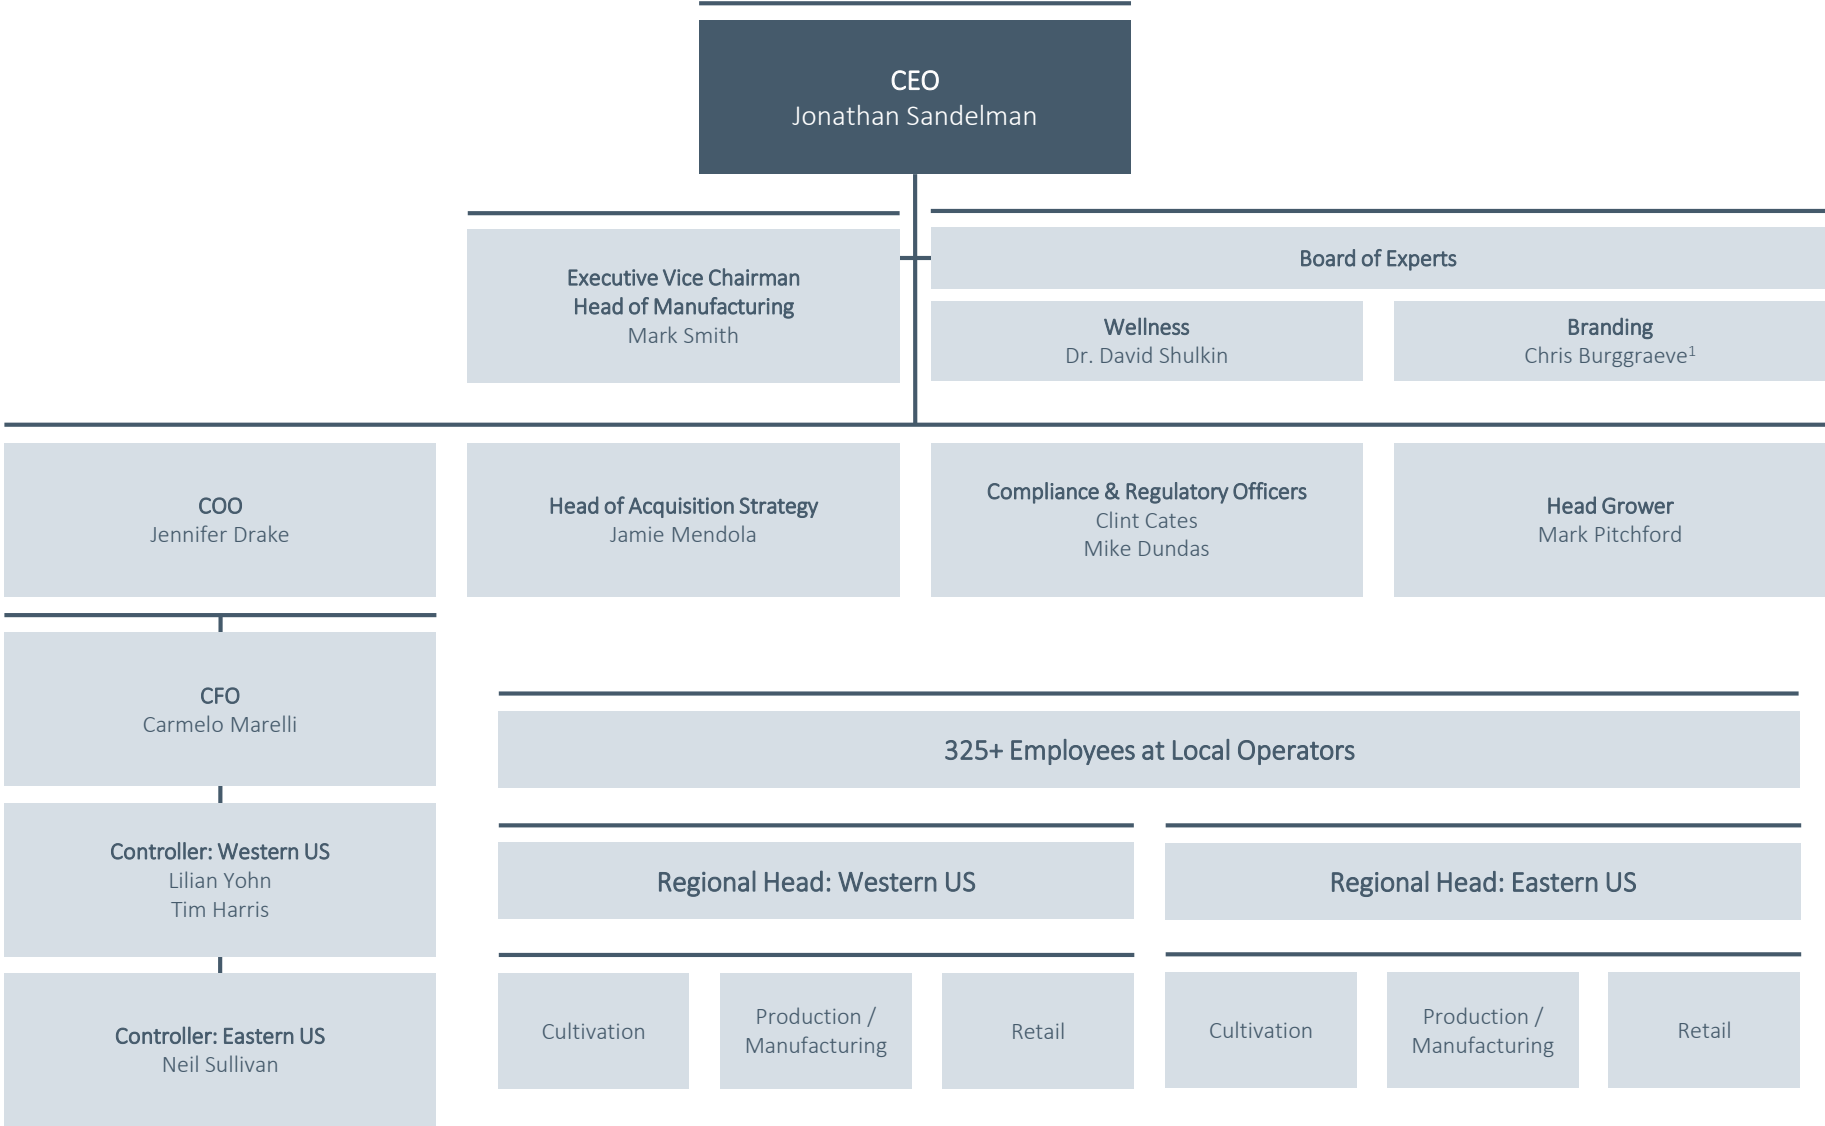 CEO
Jonathan Sandelman
Executive Vice Chairman
Head of Manufacturing
Mark Smith
Board of Experts
Wellness
Dr. David Shulkin
Branding
Chris Burggraeve¹
COO
Jennifer Drake
Head of Acquisition Strategy
Jamie Mendola
Compliance & Regulatory Officers
Clint Cates
Mike Dundas
Head Grower
Mark Pitchford
CFO
Carmelo Marelli
Controller: Western US
Lilian Yohn
Tim Harris
Controller: Eastern US
Neil Sullivan
325+ Employees at Local Operators
Regional Head: Western US
Cultivation
Production /
Manufacturing
Retail
Regional Head: Eastern US
Cultivation
Production /
Manufacturing
Retail